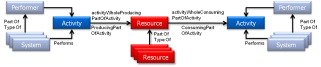 Performer
Part Of
Type Of
System
Performs
Activity
activityWholeProducing
PartOfActivity
ProducingPart
OfActivity
Resource
Part Of
Type Of
Resource
activityWholeConsuming
PartOfActivity
ConsumingPart
OfActivity
Activity
Performer
Part Of
Type Of
Performs
System